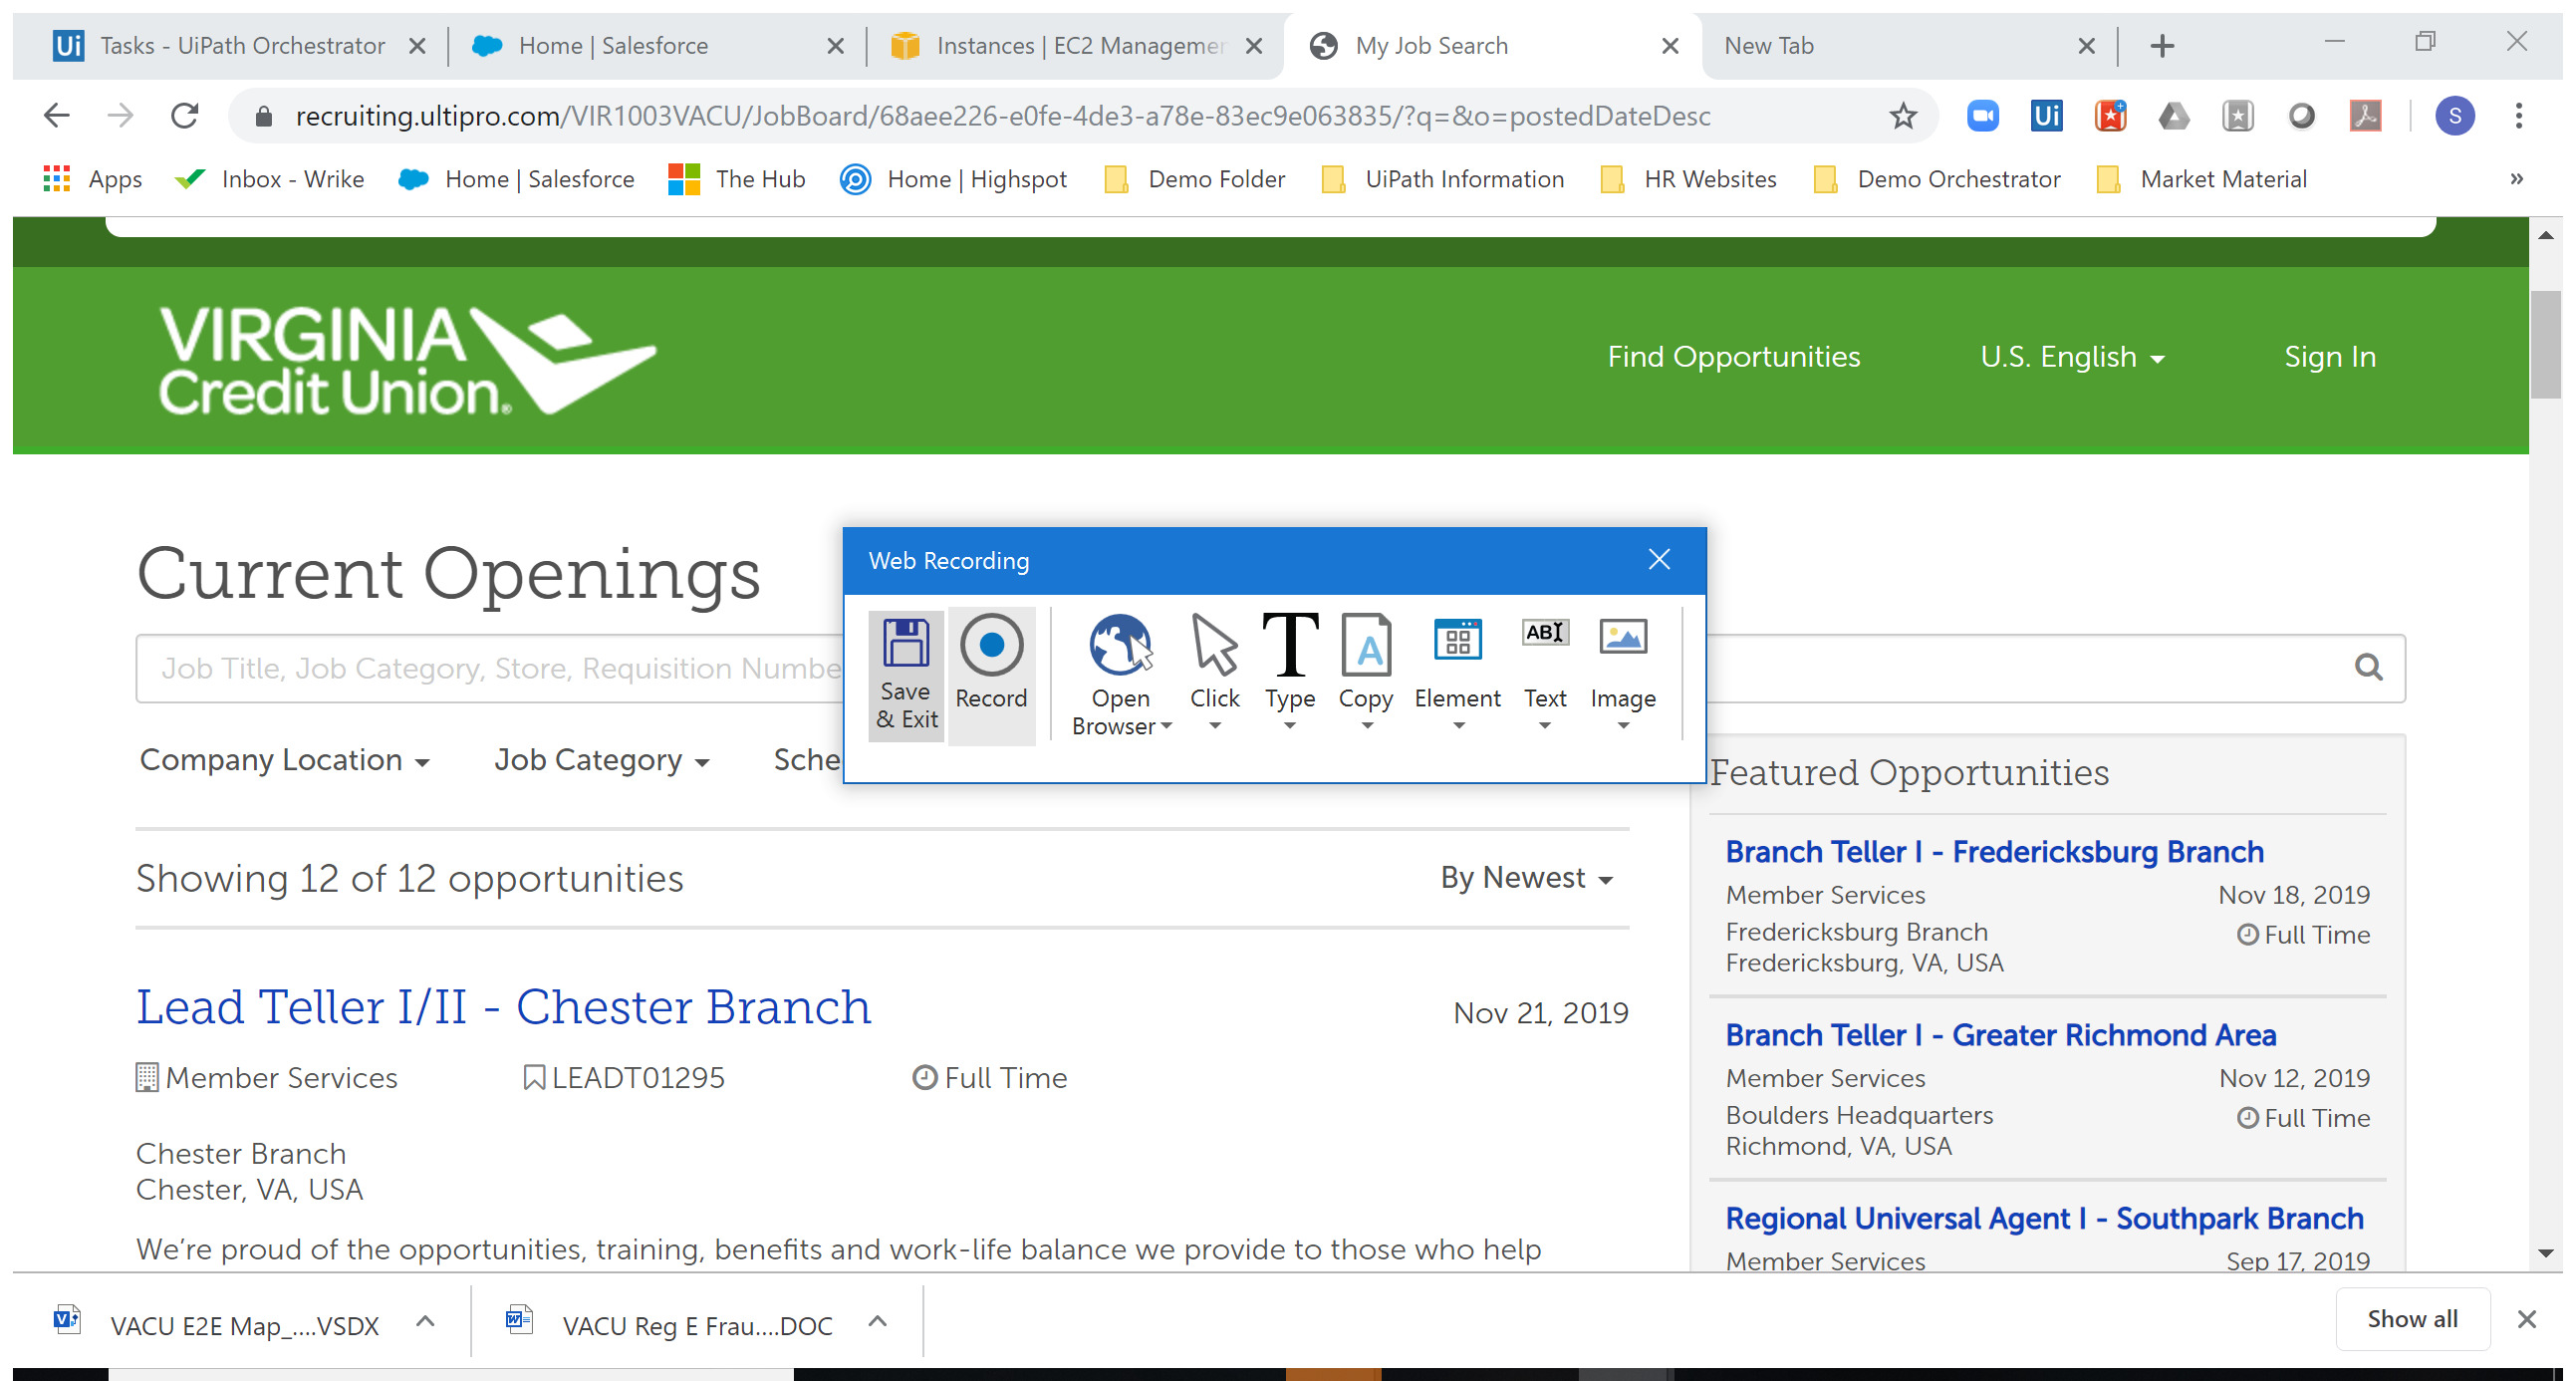 Ui Tasks - UiPath Orchestrator
Home | Salesforce
Instances | EC2 Managemen
My Job Search
New Tab
recruiting.ultipro.com/VIR1003VACU/JobBoard/68aee226-e0fe-4de3-a78e-83ec9e063835/?q=&o=postedDateDesc
Ui
S
Apps
Inbox - Wrike
Home | Salesforce
The Hub
Home | Highspot
Demo Folder
UiPath Information
HR Websites
Demo Orchestrator
Market Material
»
VIRGINIA
Credit Union®
Find Opportunities
U.S. English
Sign In
Current Openings
Web Recording
Save
& Exit
Record
Open
Browser
Click
T
Type
A
Copy
Element
ABI
Text
Image
Job Title, Job Category, Store, Requisition Numbe
Company Location
Job Category
Sche
Showing 12 of 12 opportunities
By Newest
Lead Teller I/II - Chester Branch
Nov 21, 2019
Member Services
LEADT01295
Full Time
Chester Branch
Chester, VA, USA
We’re proud of the opportunities, training, benefits and work-life balance we provide to those who help
Featured Opportunities
Branch Teller I - Fredericksburg Branch
Member Services
Nov 18, 2019
Fredericksburg Branch
Full Time
Fredericksburg, VA, USA
Branch Teller I - Greater Richmond Area
Member Services
Nov 12, 2019
Boulders Headquarters
Full Time
Richmond, VA, USA
Regional Universal Agent I - Southpark Branch
Member Services
Sep 17, 2019
VACU E2E Map_....VSDX
VACU Reg E Frau....DOC
Show all